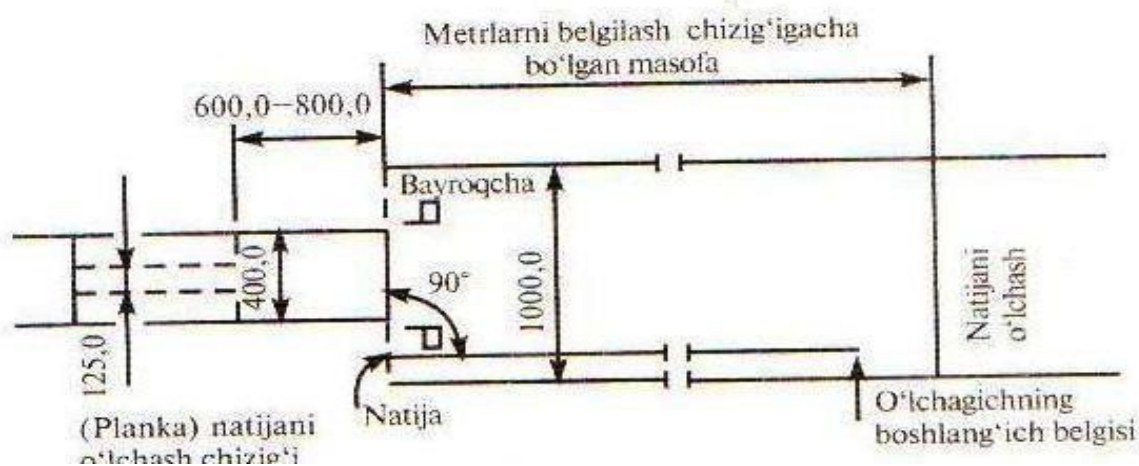 Metrlarni belgilash chizig‘igacha
bo‘lgan masofa
600,0–800,0
Bayroqcha
400,0
90°
1000,0
Natijani
o‘lchash
125,0
Natija
O‘lchagichning
boshlang‘ich belgisi
(Planka) natijani
o‘lchash chizig‘i